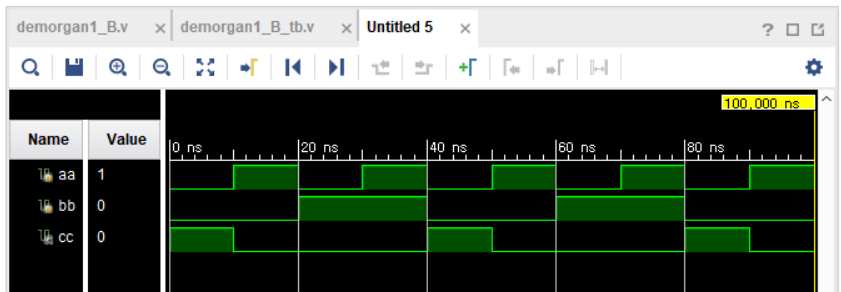 demorgan1_B.v × demorgan1_B_tb.v × Untitled 5 ×
100,000 ns
Name Value
0 ns 20 ns 40 ns 60 ns 80 ns
aa 1
bb 0
cc 0